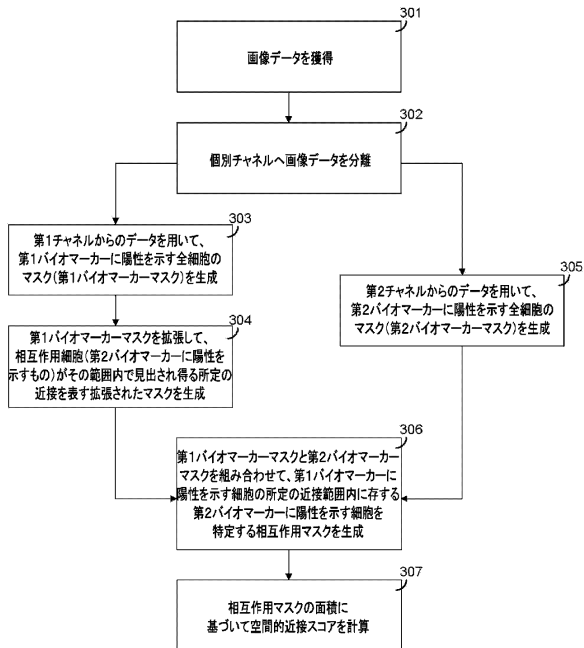 301
画像データを獲得
302
個別チャネルへ画像データを分離
303
第1チャネルからのデータを用いて、
第1バイオマーカーに陽性を示す全細胞の
マスク(第1バイオマーカーマスク)を生成
304
第1バイオマーカーマスクを拡張して、
相互作用細胞(第2バイオマーカーに陽性を
示すもの)がその範囲内で見出され得る所定の
近接を表す拡張されたマスクを生成
305
第2チャネルからのデータを用いて、
第2バイオマーカーに陽性を示す全細胞の
マスク(第2バイオマーカーマスク)を生成
306
第1バイオマーカーマスクと第2バイオマーカー
マスクを組み合わせて、第1バイオマーカーに
陽性を示す細胞の所定の近接範囲内に存する
第2バイオマーカーに陽性を示す細胞を
特定する相互作用マスクを生成
307
相互作用マスクの面積に
基づいて空間的近接スコアを計算